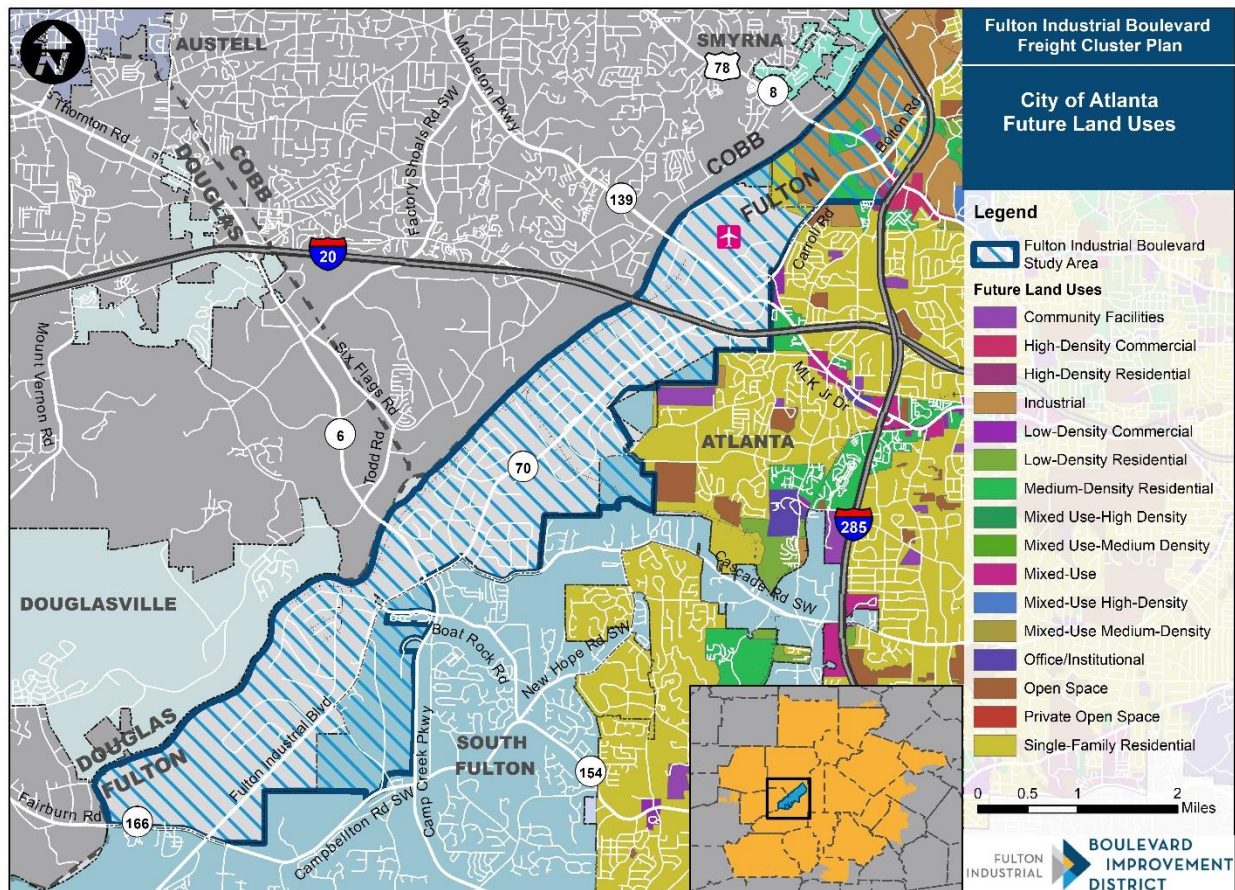 Fulton Industrial Boulevard
Freight Cluster Plan
City of Atlanta
Future Land Uses
Legend
Fulton Industrial Boulevard
Study Area
Future Land Uses
Community Facilities
High-Density Commercial
High-Density Residential
Industrial
Low-Density Commercial
Low-Density Residential
Medium-Density Residential
Mixed Use-High Density
Mixed Use-Medium Density
Mixed-Use
Mixed-Use High-Density
Mixed-Use Medium-Density
Office/Institutional
Open Space
Private Open Space
Single-Family Residential
0 0.5 1 2
Miles
FULTON
INDUSTRIAL
BOULEVARD
IMPROVEMENT
DISTRICT
N
AUSTELL
SMYRNA
78
8
Mableton Pkwy
Thornton Rd
Factory Shoals Rd SW
Bolton Rd
COBB
DOUGLAS
COBB
FULTON
139
Carroll Rd
20
Mount Vernon Rd
Six Flags Rd
MLK Jr Dr
6
Todd Rd
ATLANTA
70
285
Cascade Rd SW
DOUGLASVILLE
Boat Rock Rd
New Hope Rd SW
DOUGLAS
FULTON
Fulton Industrial Blvd
Camp Creek Pkwy
SOUTH
FULTON
154
Fairburn Rd
166
Campbellton Rd SW